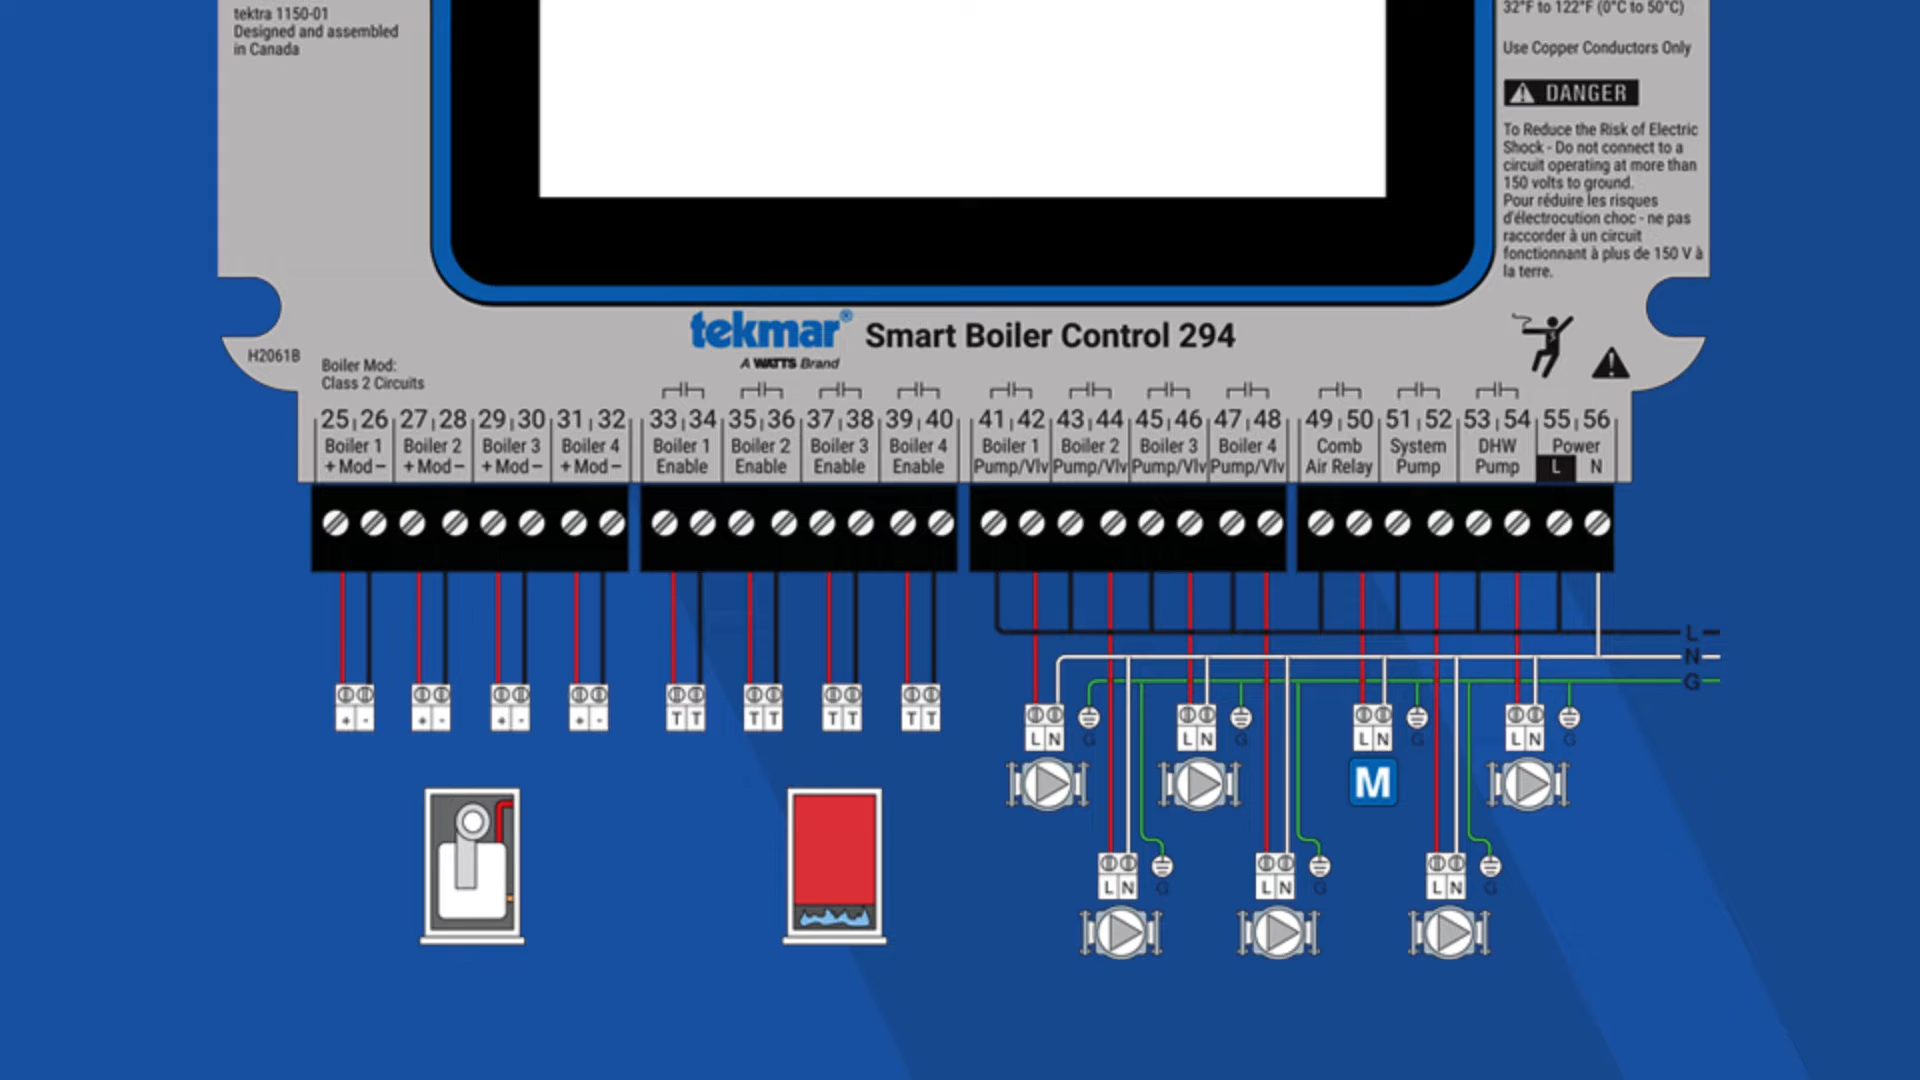 tektra 1150-01
Designed and assembled
in Canada
32°F to 122°F (0°C to 50°C)
Use Copper Conductors Only
DANGER
To Reduce the Risk of Electric
Shock - Do not connect to a
circuit operating at more than
150 volts to ground.
Pour réduire les risques
d'électrocution choc - ne pas
raccorder à un circuit
fonctionnant à plus de 150 V à
la terre.
tekmar® Smart Boiler Control 294
A WATTS Brand
H2061B
Boiler Mod:
Class 2 Circuits
25 26 27 28 29 30 31 32 33 34 35 36 37 38 39 40 41 42 43 44 45 46 47 48 49 50 51 52 53 54 55 56
Boiler 1 Boiler 2 Boiler 3 Boiler 4 Boiler 1 Boiler 2 Boiler 3 Boiler 4 Boiler 1 Boiler 2 Boiler 3 Boiler 4 Comb System DHW Power
+ Mod – + Mod – + Mod – + Mod – Enable Enable Enable Enable Pump/Vlv Pump/Vlv Pump/Vlv Pump/Vlv Air Relay Pump Pump L N
L
N
G
+ - + - + - + - T T T T T T T T
L N G L N G L N G L N G
M
L N G L N G L N G